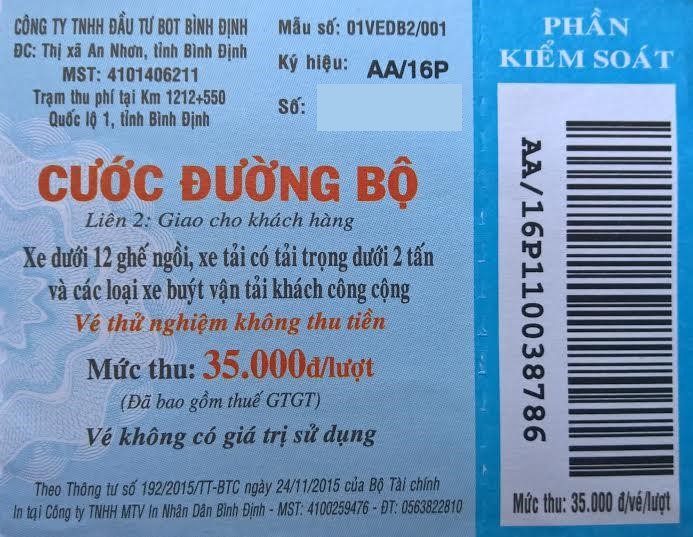 CÔNG TY TNHH ĐẦU TƯ BOT BÌNH ĐỊNH
ĐC: Thị xã An Nhơn, tỉnh Bình Định
MST: 4101406211
Trạm thu phí tại Km 1212+550
Quốc lộ 1, tỉnh Bình Định
Mẫu số: 01VEDB2/001
Ký hiệu: AA/16P
Số:
CƯỚC ĐƯỜNG BỘ
Liên 2: Giao cho khách hàng
Xe dưới 12 ghế ngồi, xe tải có tải trọng dưới 2 tấn
và các loại xe buýt vận tải khách công cộng
Vé thử nghiệm không thu tiền
Mức thu: 35.000đ/lượt
(Đã bao gồm thuế GTGT)
Vé không có giá trị sử dụng
Theo Thông tư số 192/2015/TT-BTC ngày 24/11/2015 của Bộ Tài chính
In tại Công ty TNHH MTV In Nhân Dân Bình Định - MST: 4100259476 - ĐT: 0563822810
PHẦN
KIỂM SOÁT
AA/16P110038786
Mức thu: 35.000 đ/vé/lượt